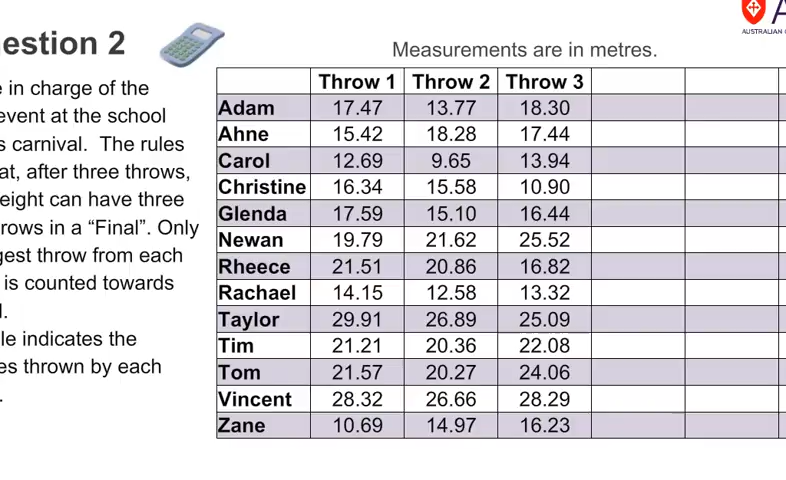 estion 2
Measurements are in metres.
AUSTRALIAN
e in charge of the
event at the school
s carnival. The rules
at, after three throws,
eight can have three
rows in a “Final”. Only
gest throw from each
is counted towards
l.
le indicates the
es thrown by each
.
Throw 1 Throw 2 Throw 3
Adam 17.47 13.77 18.30
Ahne 15.42 18.28 17.44
Carol 12.69 9.65 13.94
Christine 16.34 15.58 10.90
Glenda 17.59 15.10 16.44
Newan 19.79 21.62 25.52
Rheece 21.51 20.86 16.82
Rachael 14.15 12.58 13.32
Taylor 29.91 26.89 25.09
Tim 21.21 20.36 22.08
Tom 21.57 20.27 24.06
Vincent 28.32 26.66 28.29
Zane 10.69 14.97 16.23